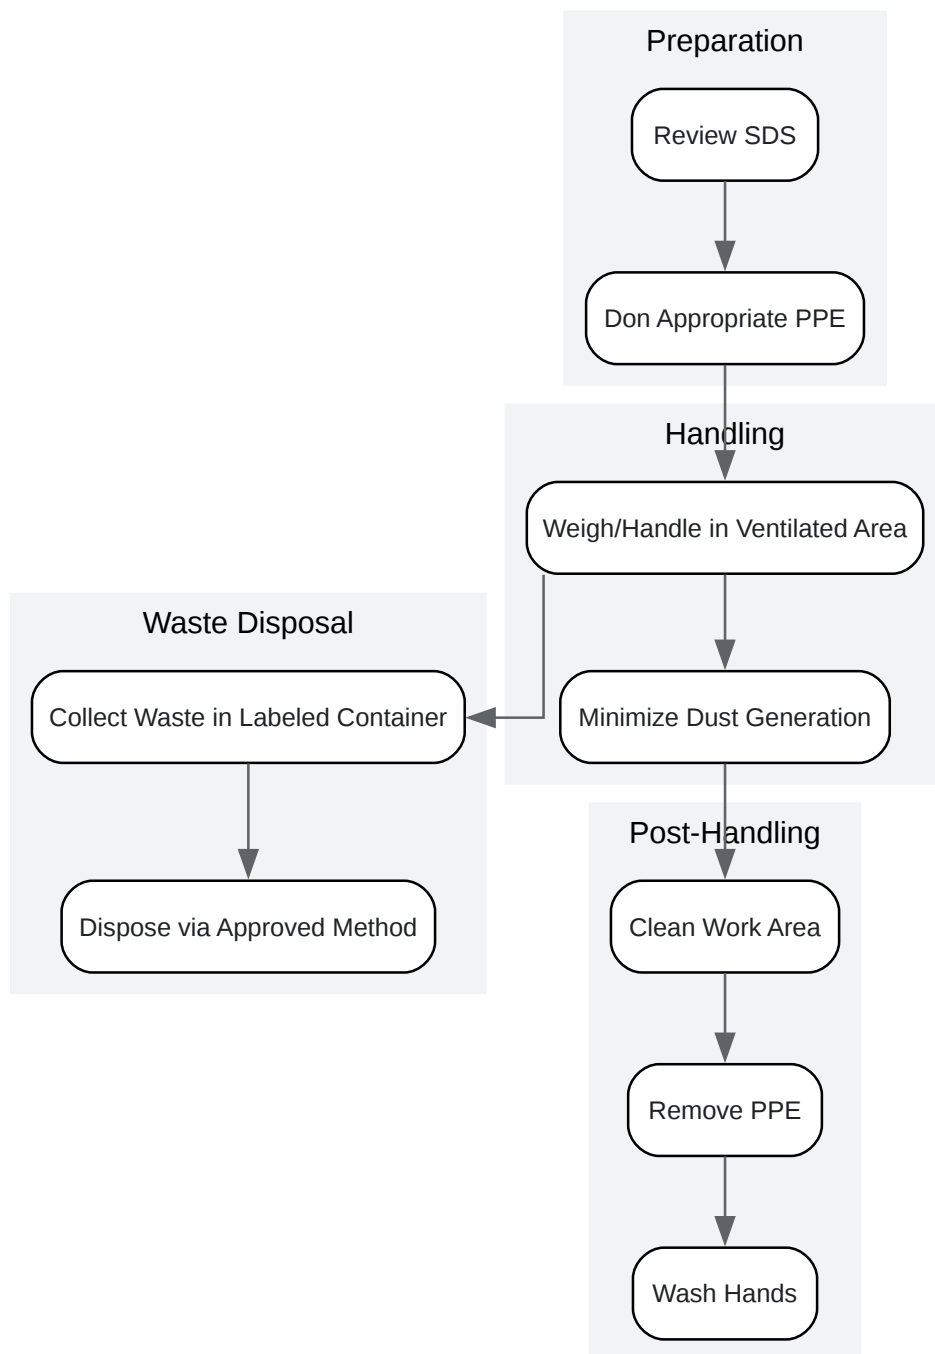 Preparation
Review SDS
Don Appropriate PPE
Handling
Weigh/Handle in Ventilated Area
Waste Disposal
Collect Waste in Labeled Container
Minimize Dust Generation
Dispose via Approved Method
Post-Handling
Clean Work Area
Remove PPE
Wash Hands